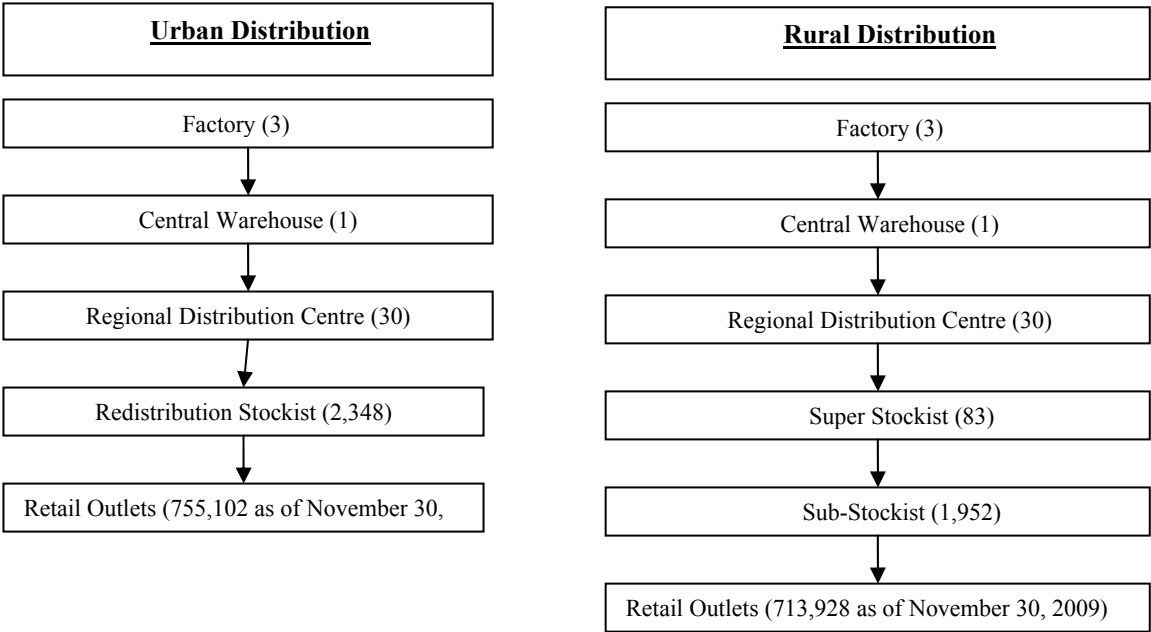 Urban Distribution
Factory (3)
Central Warehouse (1)
Regional Distribution Centre (30)
Redistribution Stockist (2,348)
Retail Outlets (755,102 as of November 30,
Rural Distribution
Factory (3)
Central Warehouse (1)
Regional Distribution Centre (30)
Super Stockist (83)
Sub-Stockist (1,952)
Retail Outlets (713,928 as of November 30, 2009)